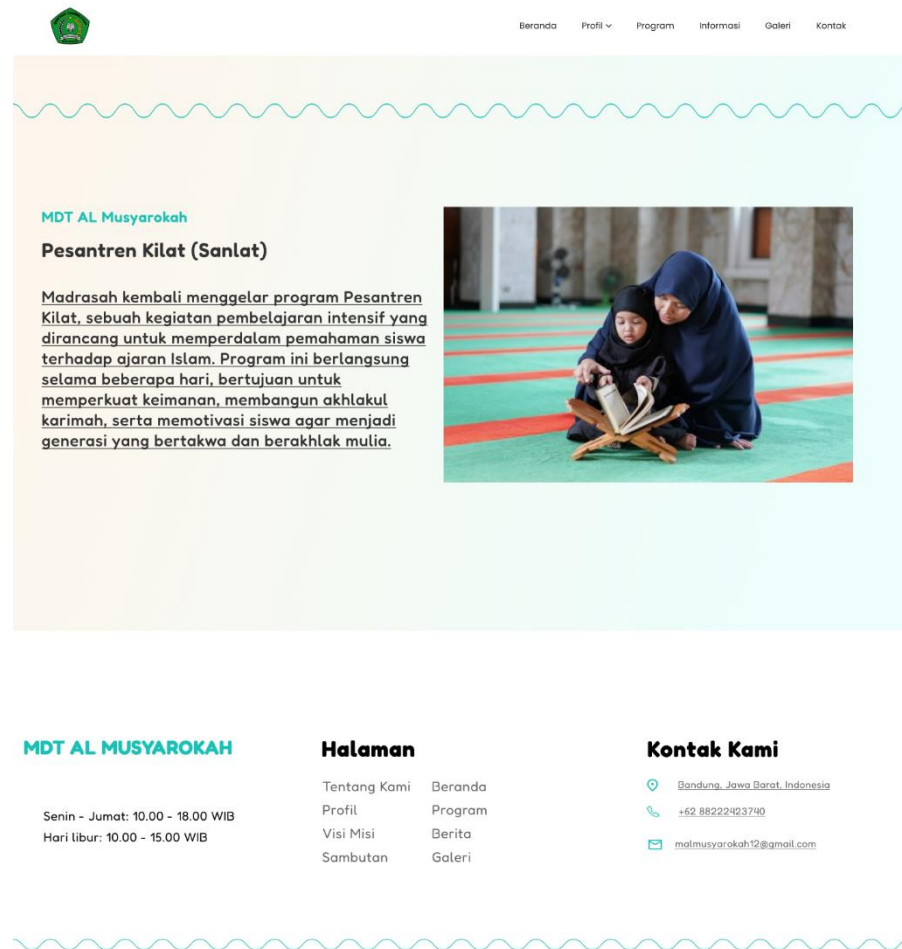 Beranda Profil Program Informasi Galeri Kontak
MDT AL Musyarokah
Pesantren Kilat (Sanlat)
Madrasah kembali menggelar program Pesantren
Kilat, sebuah kegiatan pembelajaran intensif yang
dirancang untuk memperdalam pemahaman siswa
terhadap ajaran Islam. Program ini berlangsung
selama beberapa hari, bertujuan untuk
memperkuat keimanan, membangun akhlakul
karimah, serta memotivasi siswa agar menjadi
generasi yang bertakwa dan berakhlak mulia.
MDT AL MUSYAROKAH
Senin - Jumat: 10.00 - 18.00 WIB
Hari libur: 10.00 - 15.00 WIB
Halaman
Tentang Kami Beranda
Profil Program
Visi Misi Berita
Sambutan Galeri
Kontak Kami
Bandung, Jawa Barat, Indonesia
+62 88222423740
malmusyarokah12@gmail.com